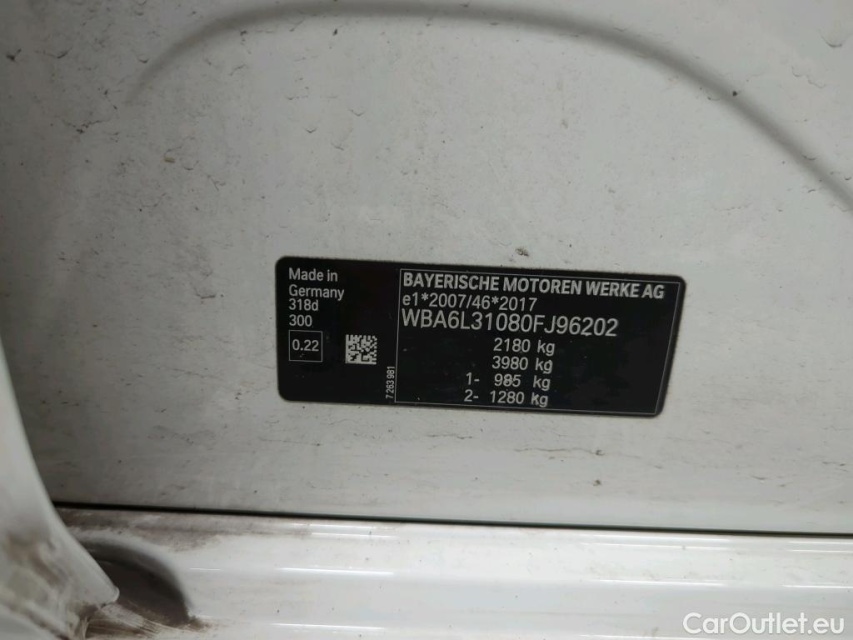 Made in
Germany
318d
300
0.22
7 263 981
BAYERISCHE MOTOREN WERKE AG
e1*2007/46*2017
WBA6L31080FJ96202
2180 kg
3980 kg
1- 985 kg
2- 1280 kg
CarOutlet.eu